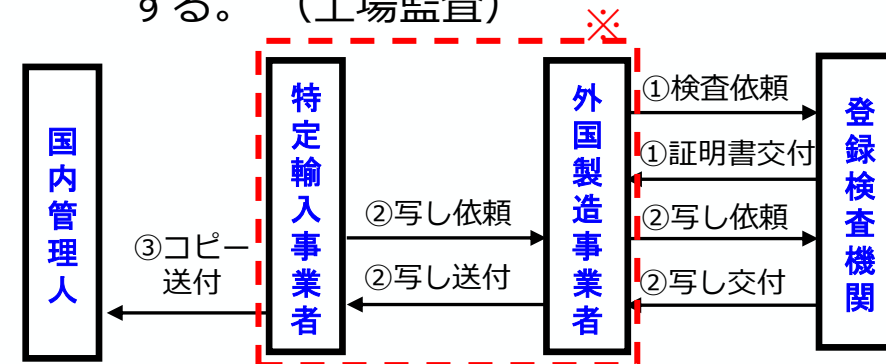 する。 （工場監査）
※
国内管理人
特定輸入事業者
外国製造事業者
登録検査機関
①検査依頼
①証明書交付
②写し依頼
②写し送付
②写し依頼
②写し交付
③コピー
送付